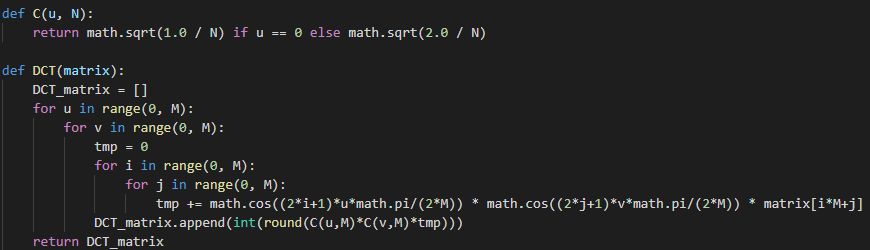 def C(u, N):
    return math.sqrt(1.0 / N) if u == 0 else math.sqrt(2.0 / N)

def DCT(matrix):
    DCT_matrix = []
    for u in range(0, M):
        for v in range(0, M):
            tmp = 0
            for i in range(0, M):
                for j in range(0, M):
                    tmp += math.cos((2*i+1)*u*math.pi/(2*M)) * math.cos((2*j+1)*v*math.pi/(2*M)) * matrix[i*M+j]
            DCT_matrix.append(int(round(C(u,M)*C(v,M)*tmp)))
    return DCT_matrix